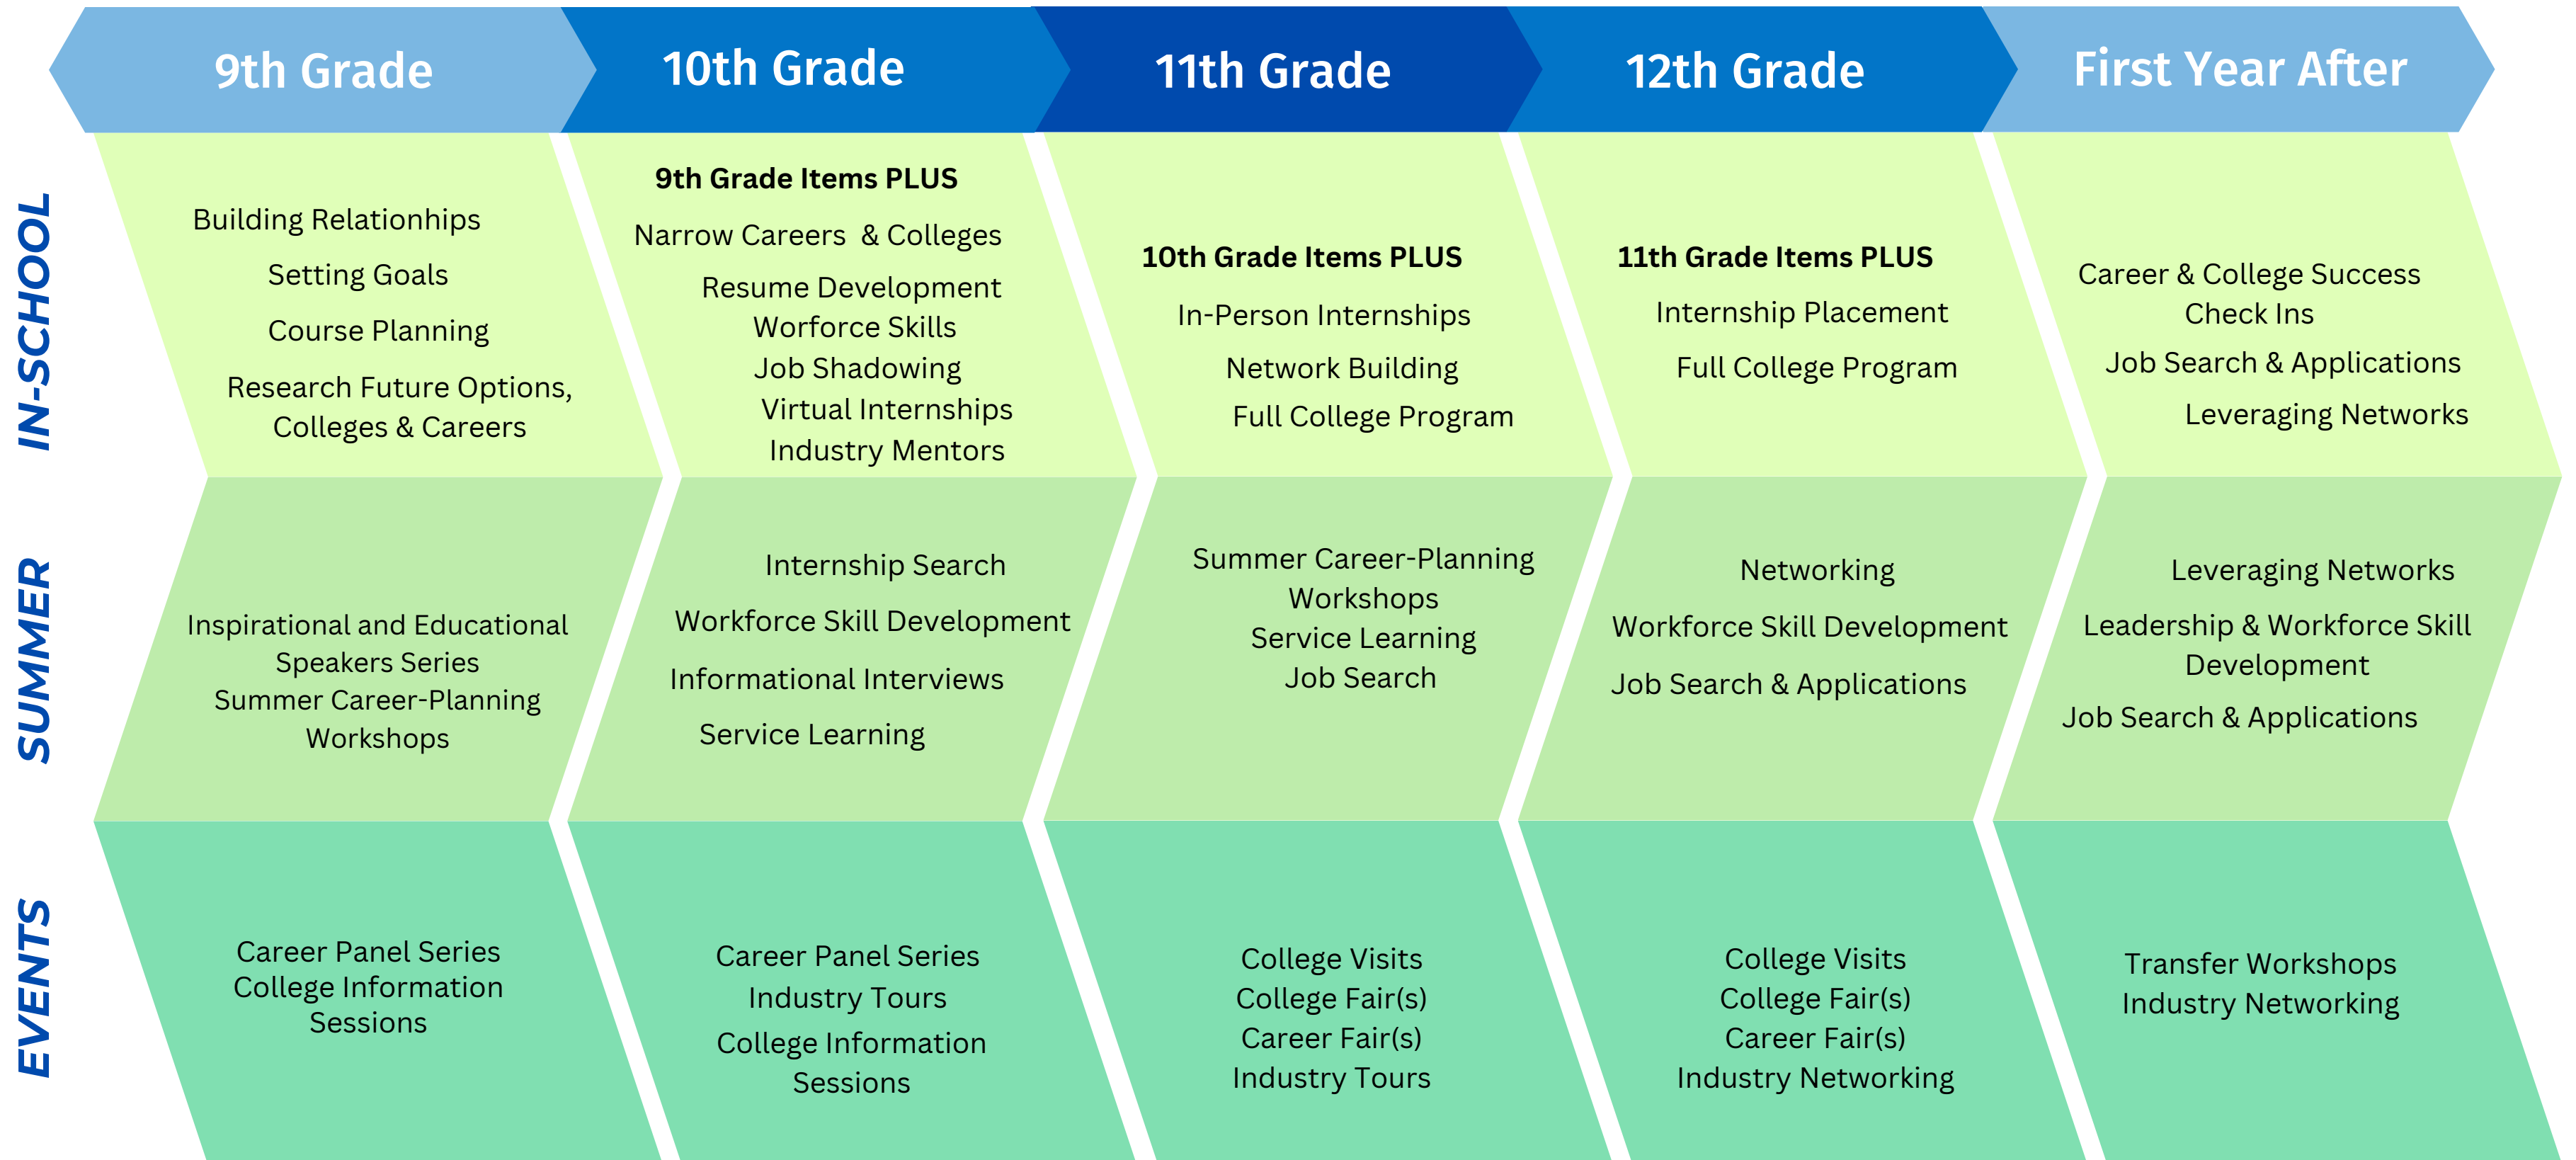 9th Grade
10th Grade
11th Grade
12th Grade
First Year After
IN-SCHOOL
Building Relationhips
Setting Goals
Course Planning
Research Future Options,
Colleges & Careers
9th Grade Items PLUS
Narrow Careers & Colleges
Resume Development
Worforce Skills
Job Shadowing
Virtual Internships
Industry Mentors
10th Grade Items PLUS
In-Person Internships
Network Building
Full College Program
11th Grade Items PLUS
Internship Placement
Full College Program
Career & College Success
Check Ins
Job Search & Applications
Leveraging Networks
SUMMER
Inspirational and Educational
Speakers Series
Summer Career-Planning
Workshops
Internship Search
Workforce Skill Development
Informational Interviews
Service Learning
Summer Career-Planning
Workshops
Service Learning
Job Search
Networking
Workforce Skill Development
Job Search & Applications
Leveraging Networks
Leadership & Workforce Skill
Development
Job Search & Applications
EVENTS
Career Panel Series
College Information
Sessions
Career Panel Series
Industry Tours
College Information
Sessions
College Visits
College Fair(s)
Career Fair(s)
Industry Tours
College Visits
College Fair(s)
Career Fair(s)
Industry Networking
Transfer Workshops
Industry Networking